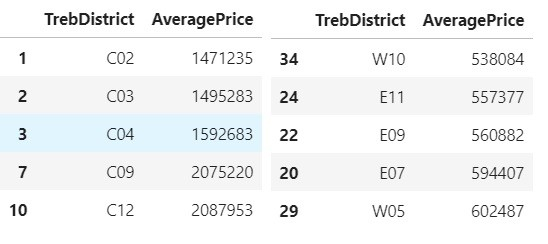 TrebDistrict AveragePrice
1 C02 1471235
2 C03 1495283
3 C04 1592683
7 C09 2075220
10 C12 2087953
TrebDistrict AveragePrice
34 W10 538084
24 E11 557377
22 E09 560882
20 E07 594407
29 W05 602487